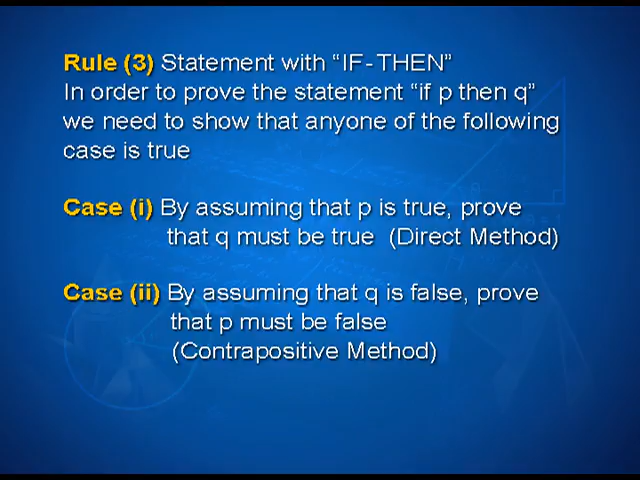 Rule (3) Statement with “IF-THEN”
In order to prove the statement “if p then q”
we need to show that anyone of the following
case is true
Case (i) By assuming that p is true, prove
that q must be true (Direct Method)
Case (ii) By assuming that q is false, prove
that p must be false
(Contrapositive Method)